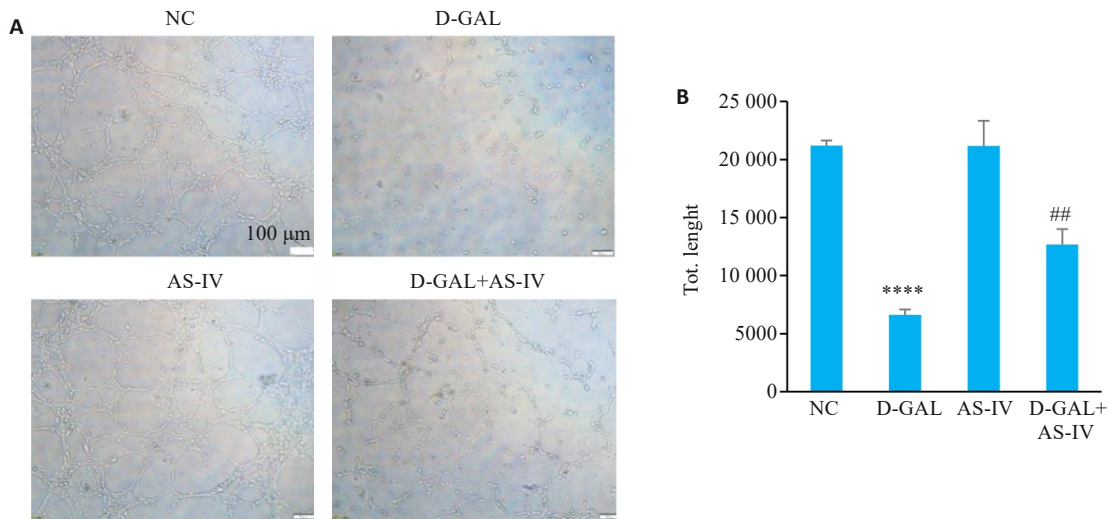 A
NC
D-GAL
100 μm
AS-IV
D-GAL+AS-IV
B
25 000
20 000
15 000
10 000
5000
0
Tot. lenght
****
##
NC
D-GAL
AS-IV
D-GAL+
AS-IV